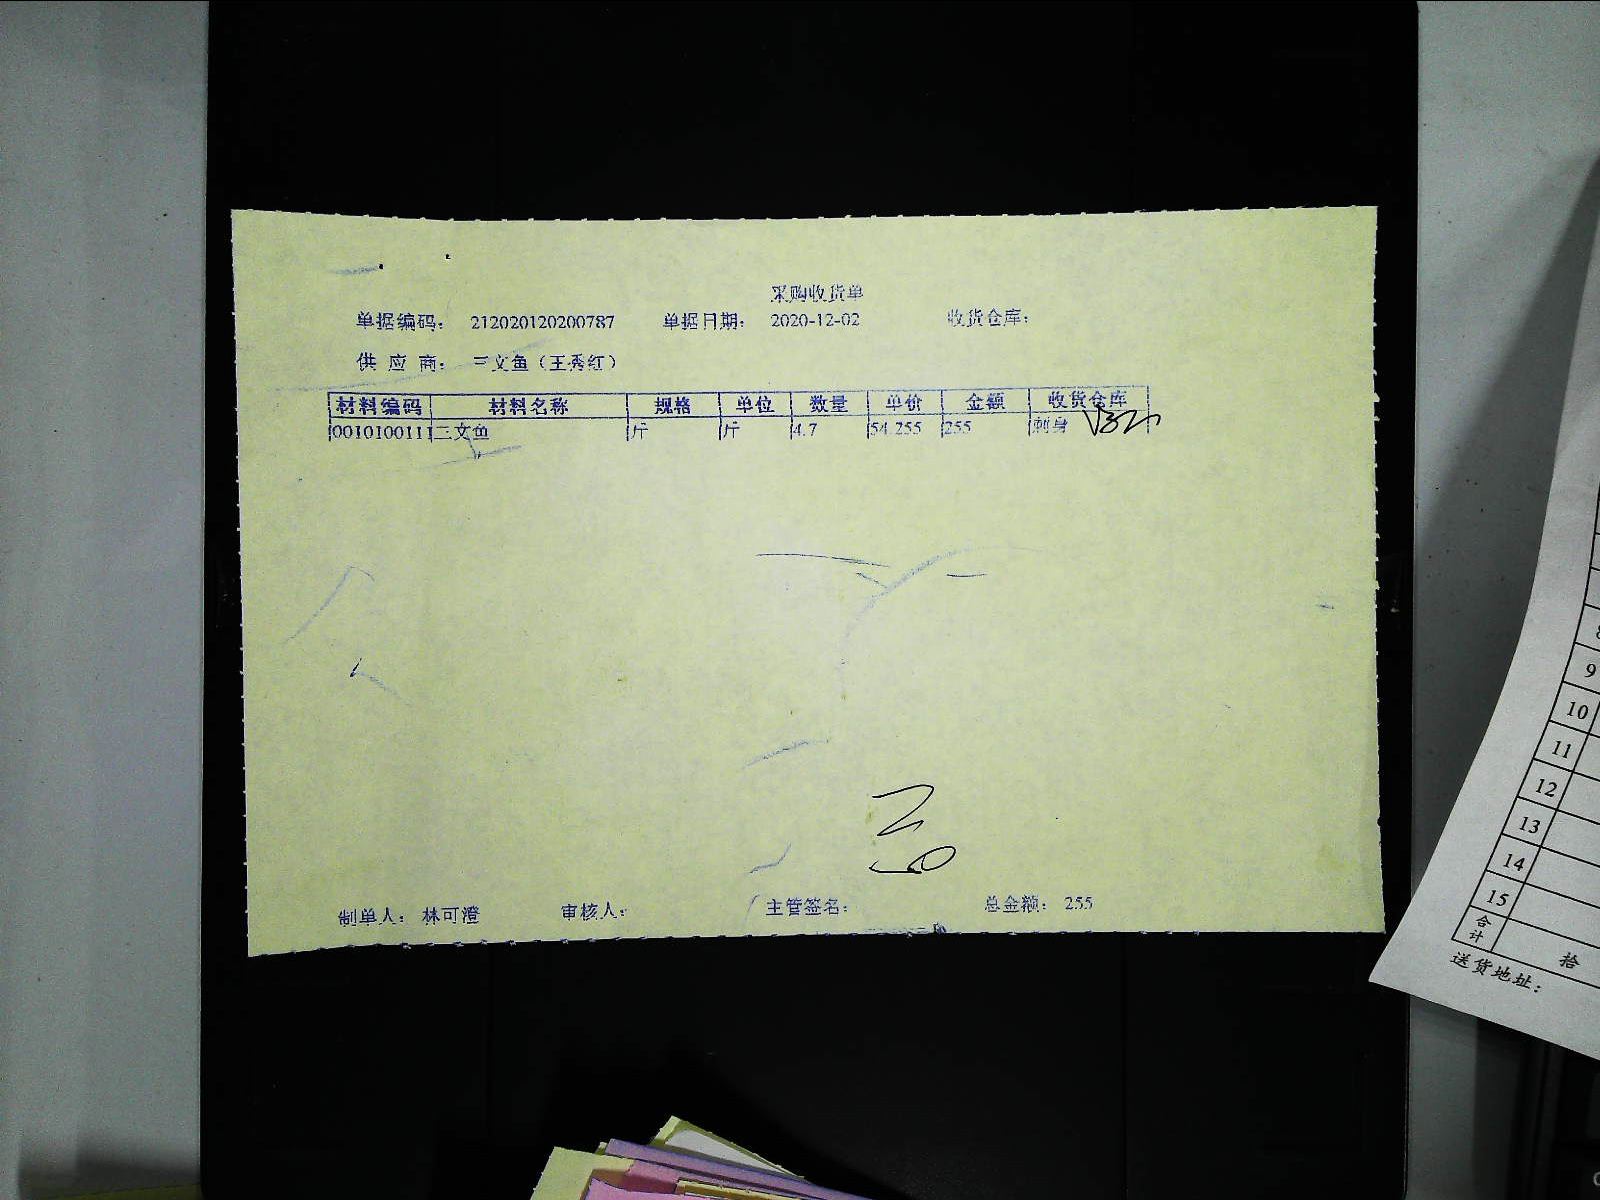 采购收货单
单据编码： 212020120200787 单据日期： 2020-12-02 收货仓库：
供 应 商： 三文鱼（王秀红）
材料编码 材料名称 规格 单位 数量 单价 金额 收货仓库
0010100111 三文鱼 斤 斤 4.7 54.255 255 刺身
制单人： 林可澄 审核人： 主管签名： 总金额： 255
9
10
11
12
13
14
15
合计 拾
送货地址：